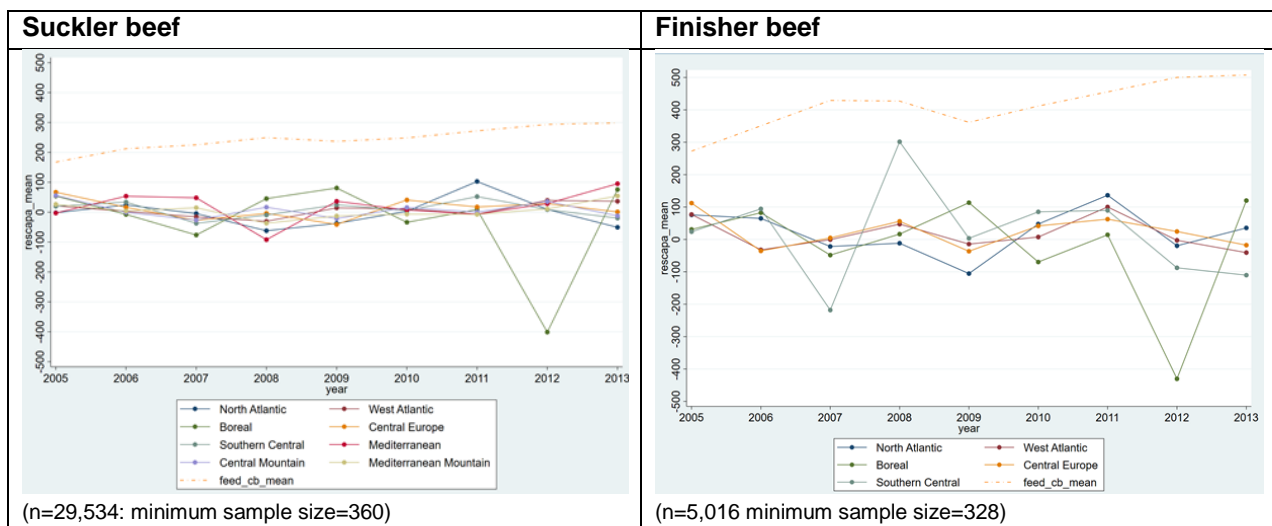 Suckler beef
500
400
300
200
100
0
-100
-200
-300
-400
-500
rescapa_mean
2005 2006 2007 2008 2009 2010 2011 2012 2013
year
North Atlantic West Atlantic
Boreal Central Europe
Southern Central Mediterranean
Central Mountain Mediterranean Mountain
feed_cb_mean
(n=29,534: minimum sample size=360)
Finisher beef
500
400
300
200
100
0
-100
-200
-300
-400
-500
rescapa_mean
2005 2006 2007 2008 2009 2010 2011 2012 2013
year
North Atlantic West Atlantic
Boreal Central Europe
Southern Central
feed_cb_mean
(n=5,016 minimum sample size=328)